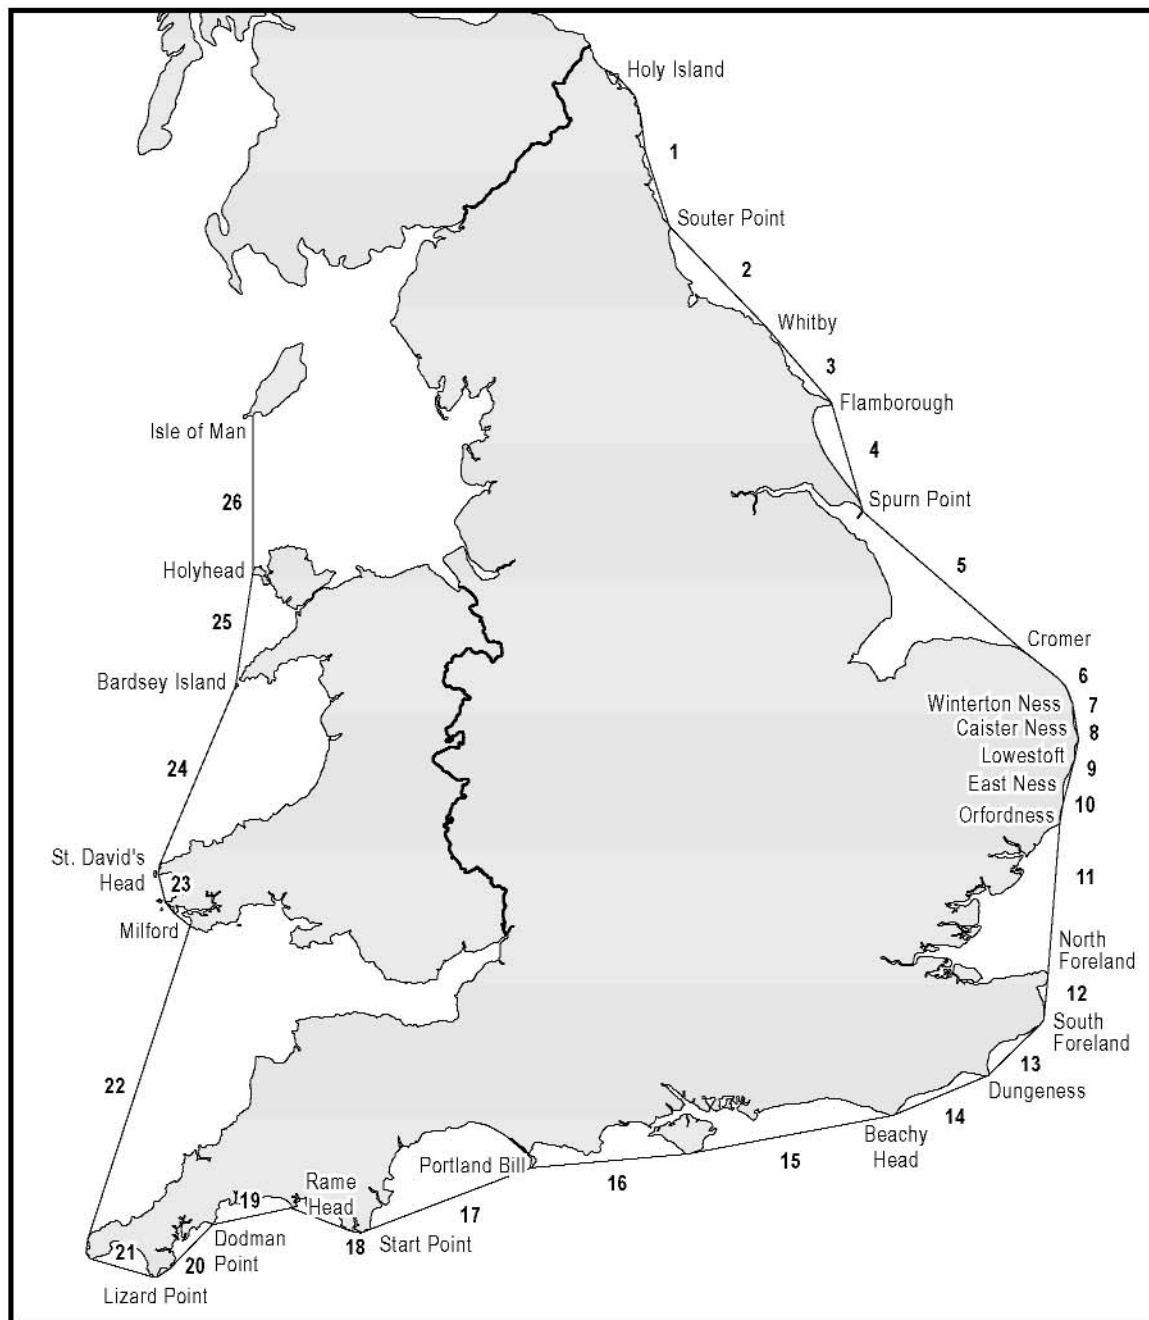 Holy Island
1
Souter Point
2
Whitby
3
Flamborough
Isle of Man
4
26
Spurn Point
5
Holyhead
25
Cromer
Bardsey Island
6
Winterton Ness
7
Caister Ness
8
Lowestoft
24
9
East Ness
10
Orfordness
St. David's
Head
23
11
Milford
North
Foreland
12
South
Foreland
13
22
Dungeness
14
Beachy
Head
15
Portland Bill
16
Rame
Head
19
17
Dodman
Point
18
Start Point
21
20
Lizard Point